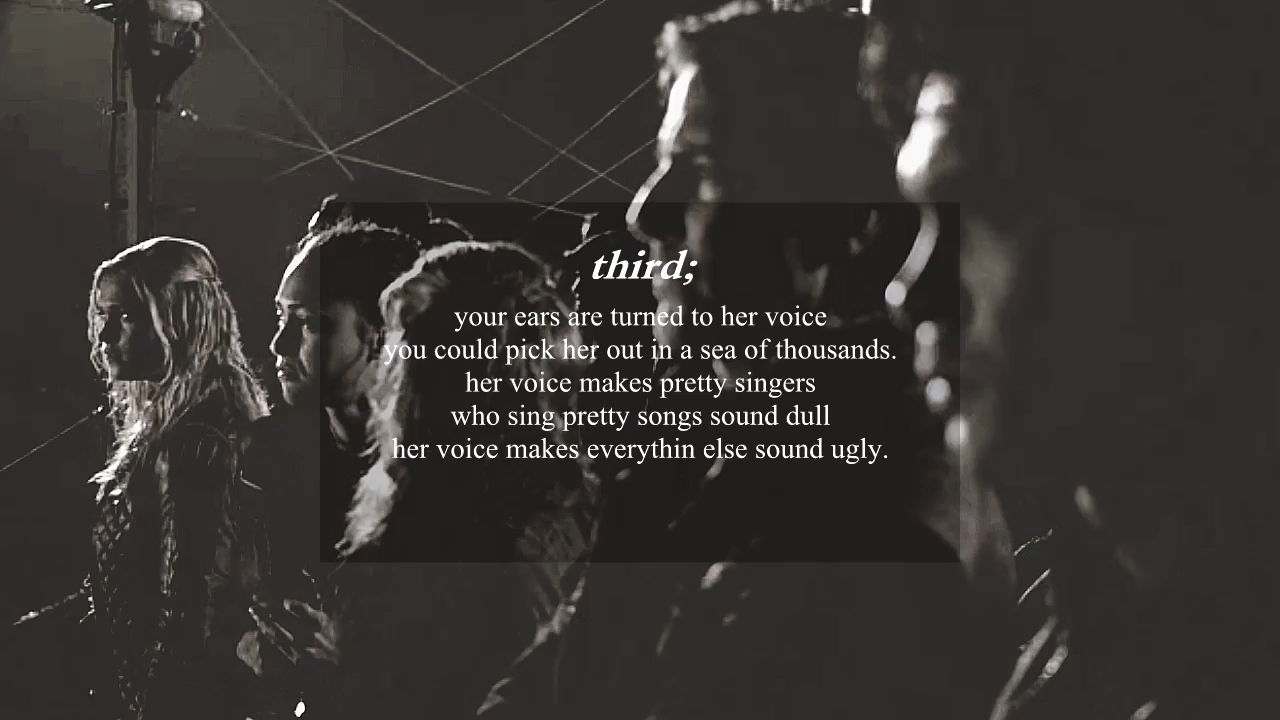 third;
your ears are turned to her voice
you could pick her out in a sea of thousands.
her voice makes pretty singers
who sing pretty songs sound dull
her voice makes everythin else sound ugly.